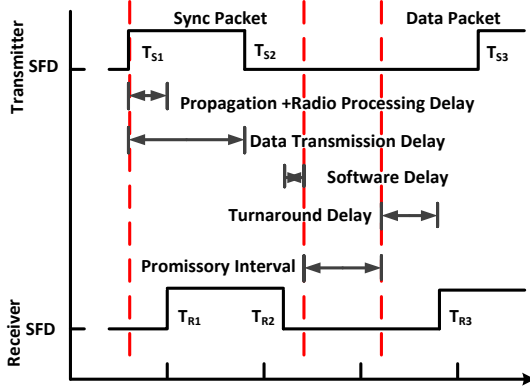 Sync Packet Data Packet
Transmitter
SFD
TS1 TS2 TS3
Propagation +Radio Processing Delay
Data Transmission Delay
Software Delay
Turnaround Delay
Promissory Interval
Receiver
SFD
TR1 TR2 TR3